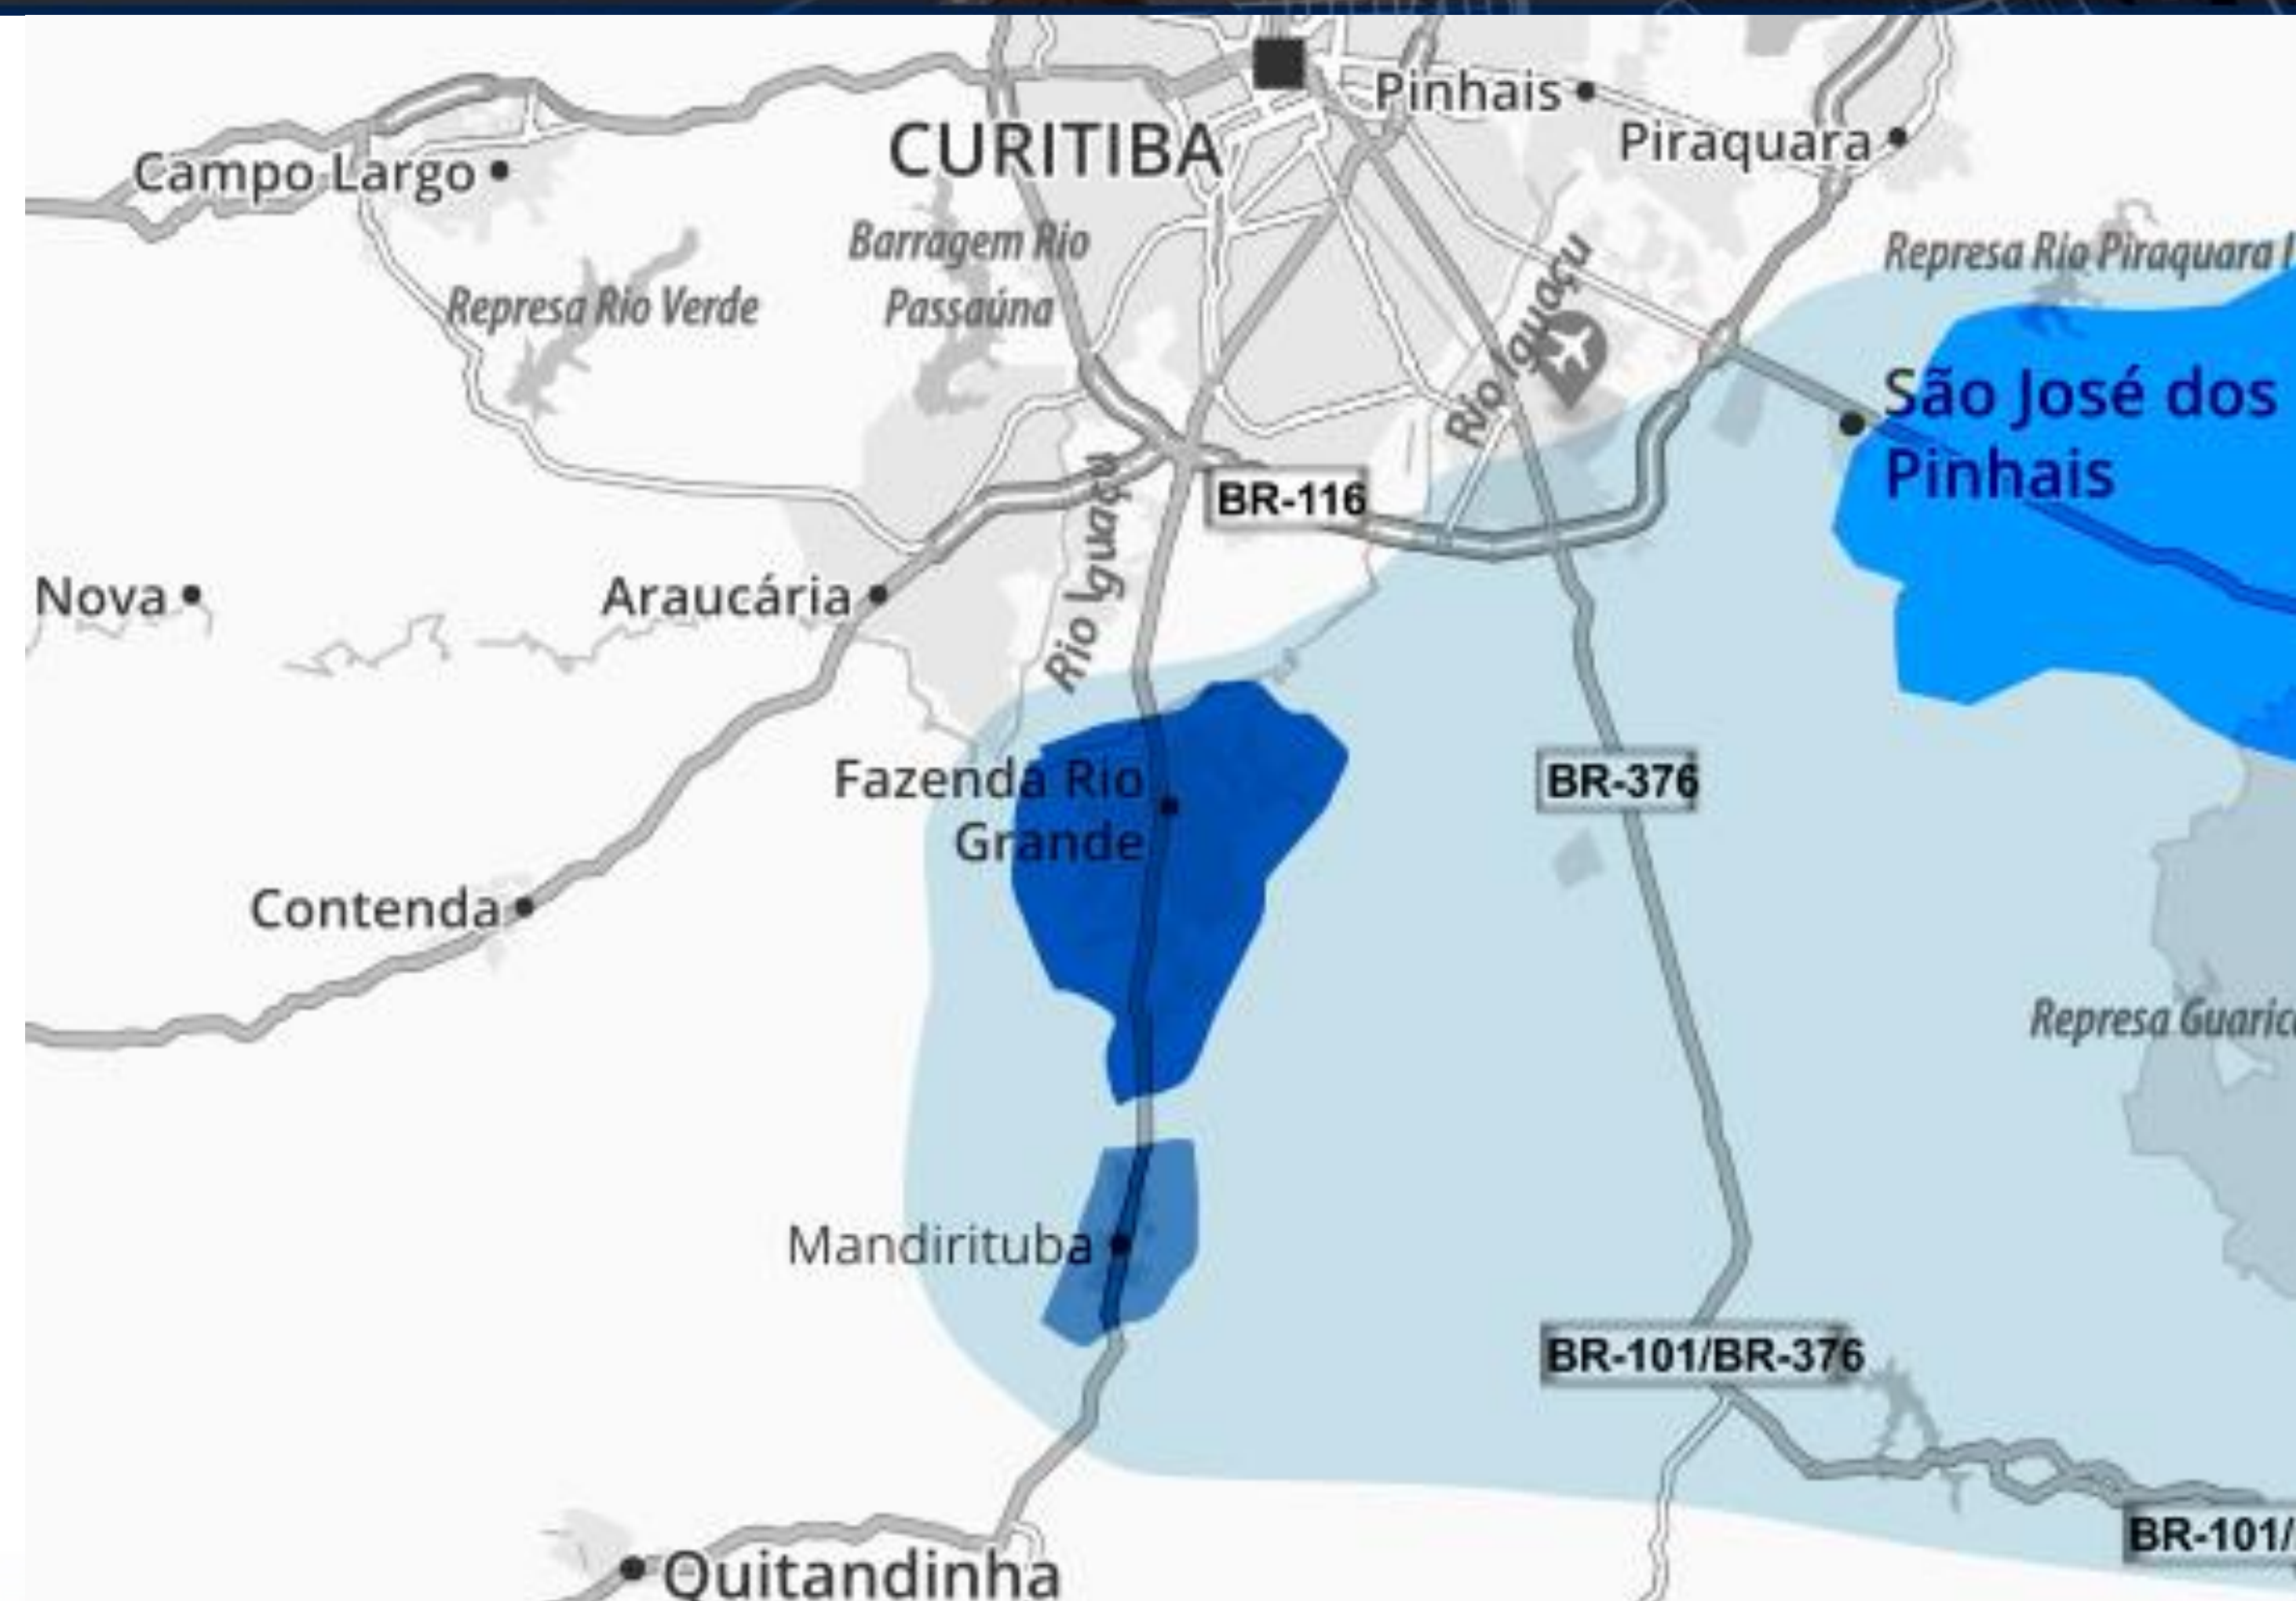 Pinhais
Piraquara
CURITIBA
Campo Largo
Barragem Rio
Passaúna
Represa Rio Verde
Rio Iguaçu
Represa Rio Piraquara I
São José dos
Pinhais
BR-116
Rio Iguaçu
Nova
Araucária
Fazenda Rio
Grande
BR-376
Contenda
Represa
Mandirituba
BR-101/BR-376
BR-101/
Quitandinha